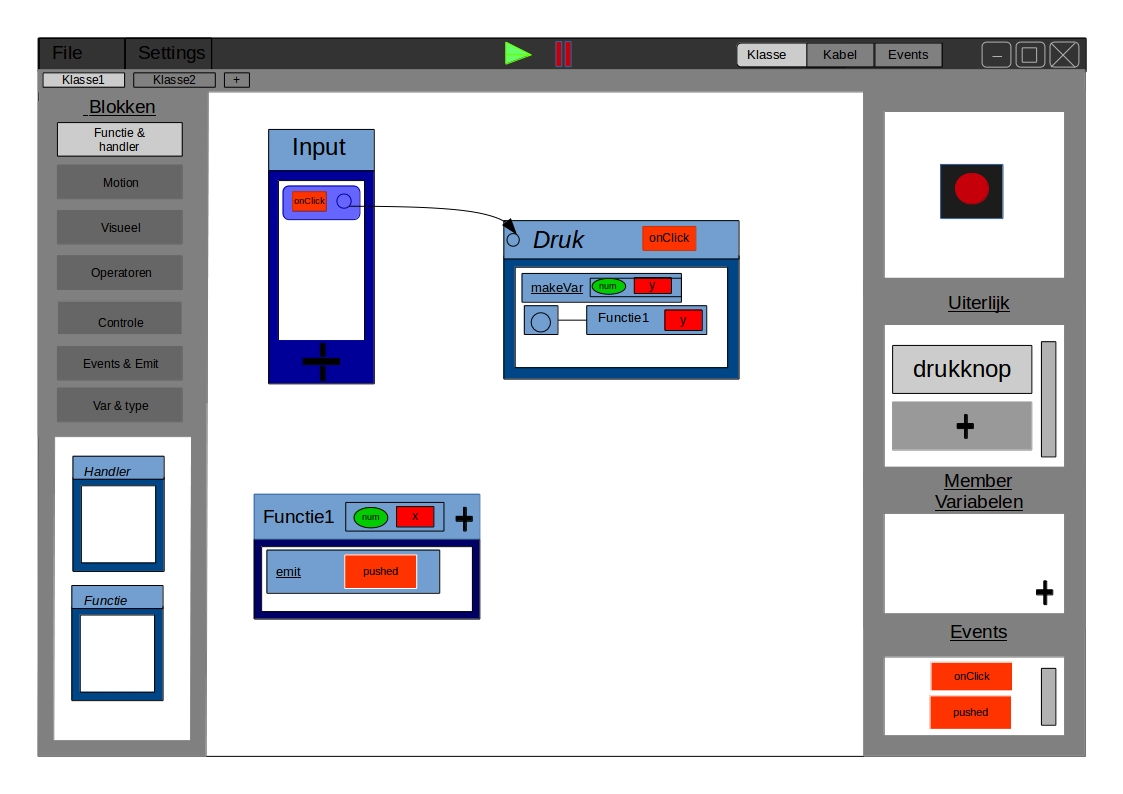 File
Settings
Klasse
Kabel
Events
Klasse1
Klasse2
+
Blokken
Functie &
handler
Motion
Visueel
Operatoren
Controle
Events & Emit
Var & type
Handler
Functie
Input
onClick
Druk
onClick
makeVar
num
y
Functie1
y
Functie1
num
x
emit
pushed
Uiterlijk
drukknop
Member
Variabelen
Events
onClick
pushed